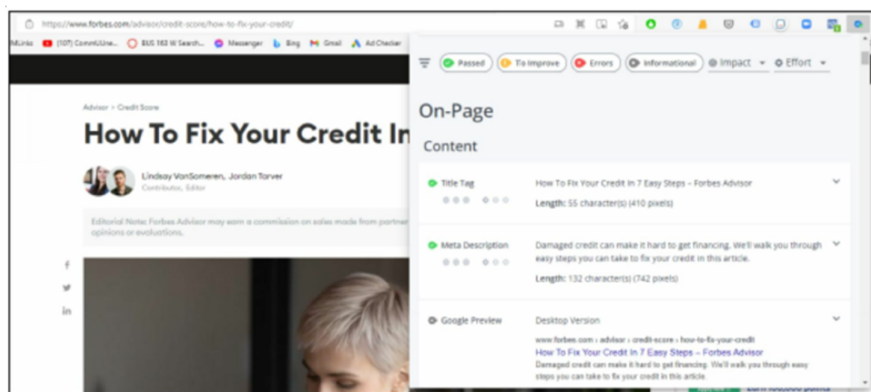 https://www.forbes.com/advisor/credit-score/how-to-fix-your-credit/
(107) CommUUne...
BUS 163 W Search...
Messenger
Bing
Gmail
Ad Checker
Passed
To Improve
Errors
Informational
Impact
Effort
Advisor > Credit Score
How To Fix Your Credit In
Lindsay VanSomeren, Jordan Tarver
Contributor, Editor
Editorial Note: Forbes Advisor may earn a commission on sales made from partner
opinions or evaluations.
f
in
On-Page
Content
Title Tag
How To Fix Your Credit In 7 Easy Steps – Forbes Advisor
Length: 55 character(s) (410 pixels)
Meta Description
Damaged credit can make it hard to get financing. We'll walk you through
easy steps you can take to fix your credit in this article.
Length: 132 character(s) (742 pixels)
Google Preview
Desktop Version
www.forbes.com › advisor › credit-score › how-to-fix-your-credit
How To Fix Your Credit In 7 Easy Steps – Forbes Advisor
Damaged credit can make it hard to get financing. We'll walk you through easy
steps you can take to fix your credit in this article.